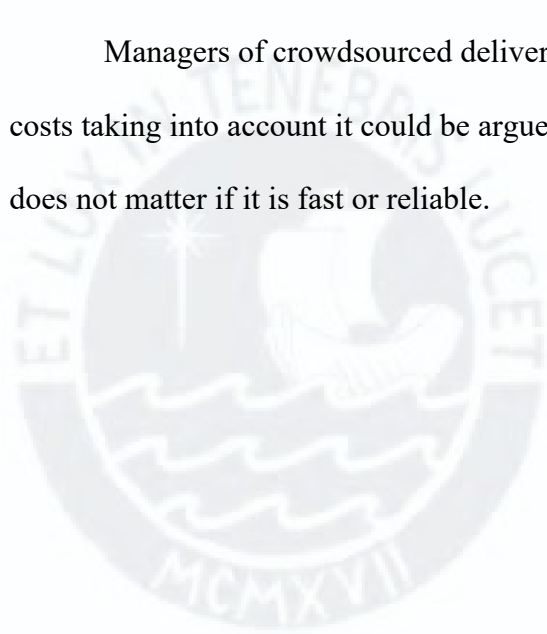 Managers of crowdsourced deliver
costs taking into account it could be argue
does not matter if it is fast or reliable.
ET LUX IN TENEBRIS LUCET
MCMXVII